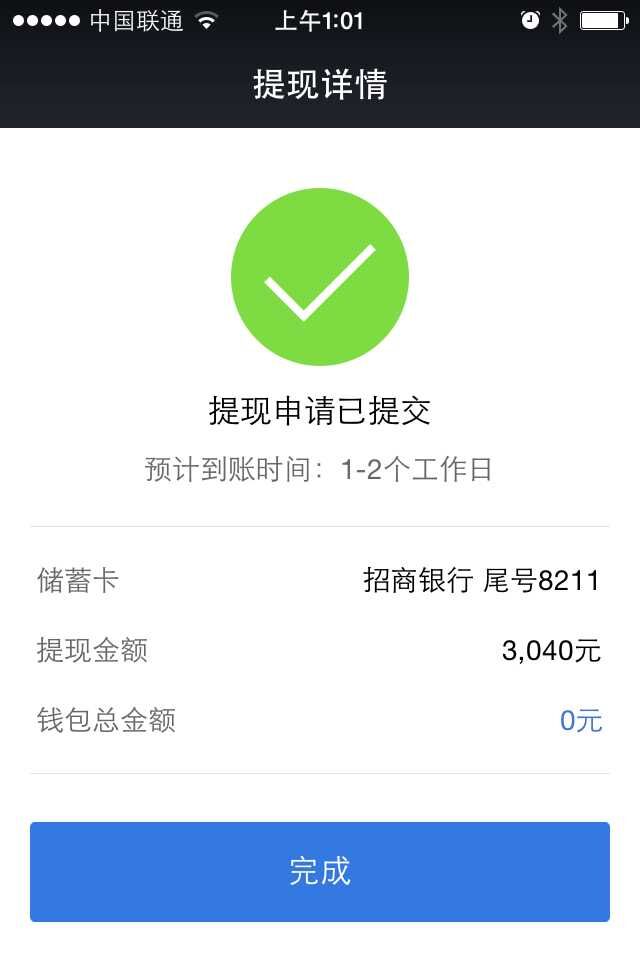 中国联通 上午1:01
提现详情
提现申请已提交
预计到账时间：1-2个工作日
储蓄卡 招商银行 尾号8211
提现金额 3,040元
钱包总金额 0元
完成